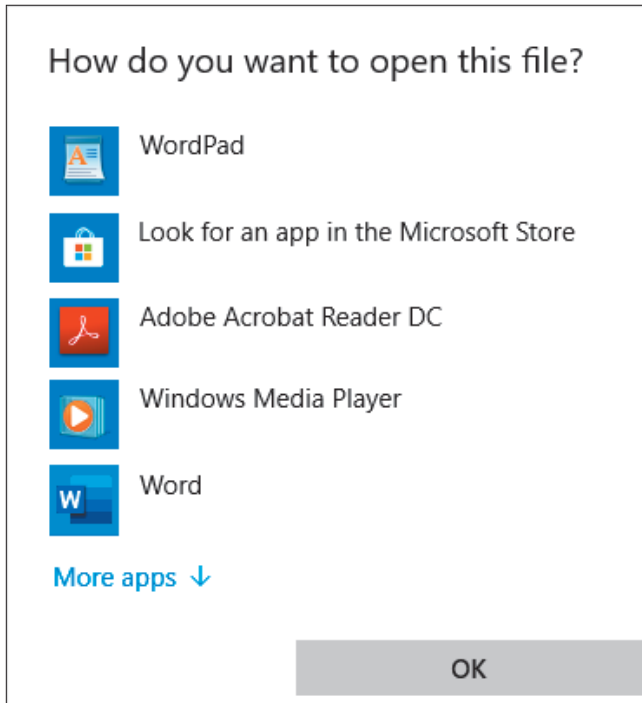 How do you want to open this file?
WordPad
Look for an app in the Microsoft Store
Adobe Acrobat Reader DC
Windows Media Player
Word
More apps ↓
OK